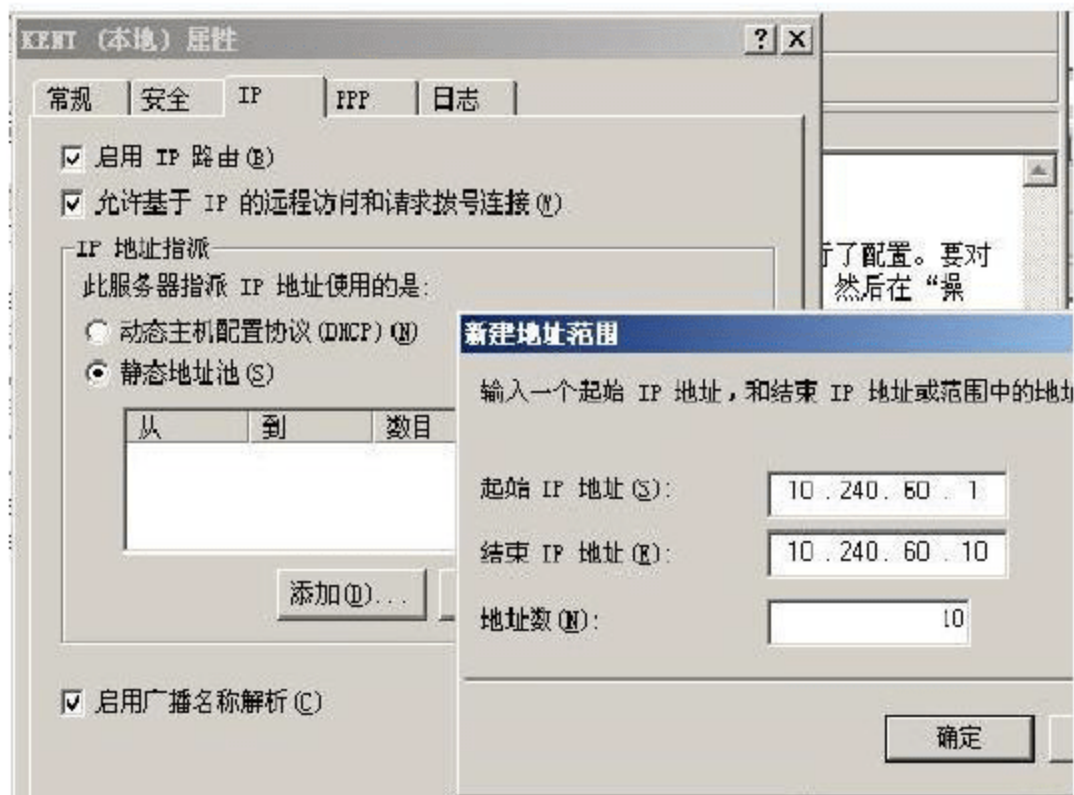 KENT (本地) 属性
常规
安全
IP
PPP
日志
启用 IP 路由(B)
允许基于 IP 的远程访问和请求拨号连接(W)
IP 地址指派
此服务器指派 IP 地址使用的是:
动态主机配置协议(DHCP)(N)
静态地址池(S)
从
到
数目
添加(D)...
启用广播名称解析(C)
行了配置。要对
然后在“操
新建地址范围
输入一个起始 IP 地址，和结束 IP 地址或范围中的地址
起始 IP 地址(S):
10 . 240 . 60 . 1
结束 IP 地址(E):
10 . 240 . 60 . 10
地址数(N):
10
确定